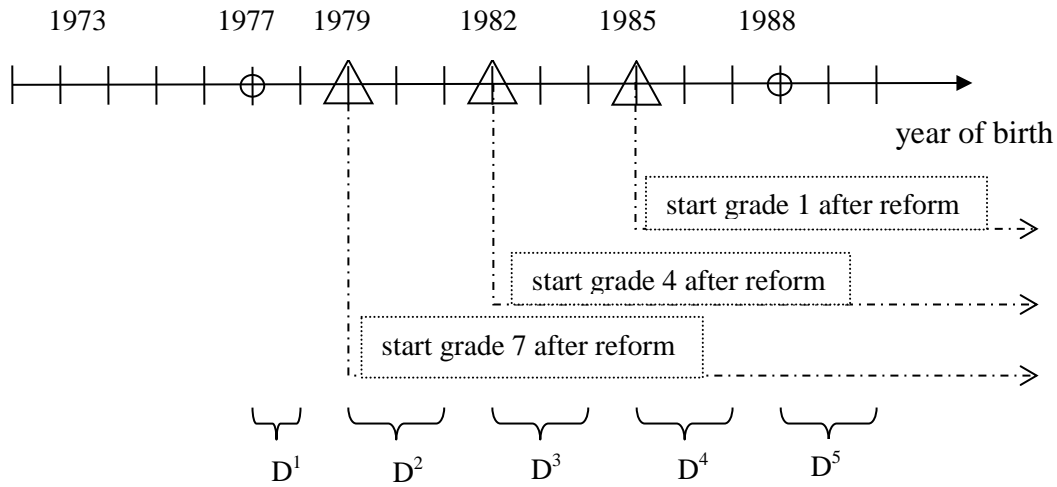 1973 1977 1979 1982 1985 1988
year of birth
start grade 1 after reform
start grade 4 after reform
start grade 7 after reform
D¹ D² D³ D⁴ D⁵